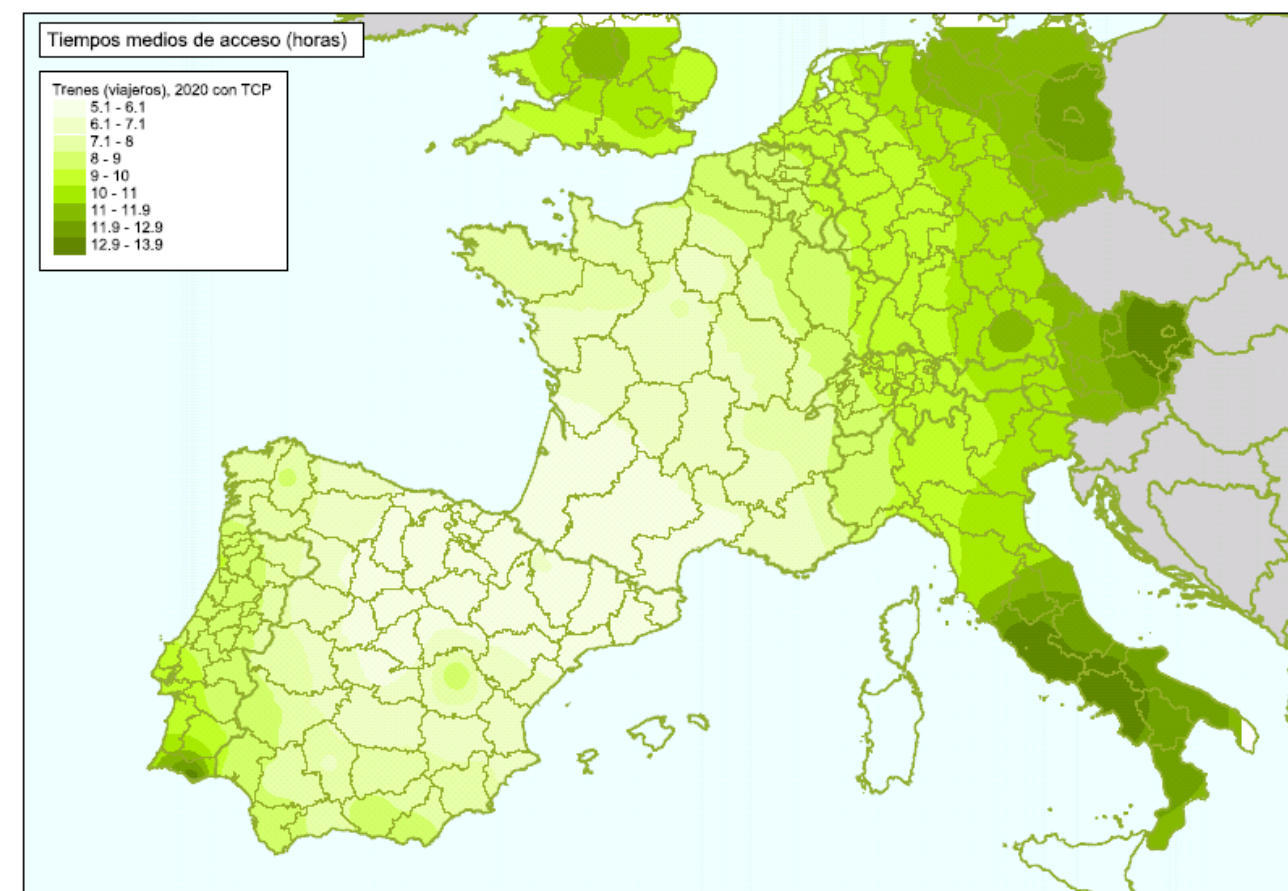 Tiempos medios de acceso (horas)
Trenes (viajeros), 2020 con TCP
5.1 - 6.1
6.1 - 7.1
7.1 - 8
8 - 9
9 - 10
10 - 11
11 - 11.9
11.9 - 12.9
12.9 - 13.9